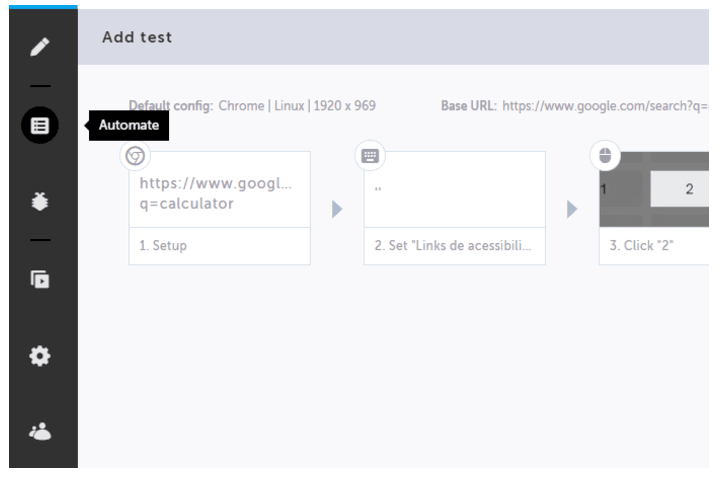 Add test
Default config: Chrome | Linux | 1920 x 969
Base URL: https://www.google.com/search?q=
Automate
https://www.googl...
q=calculator
1. Setup
''
2. Set "Links de acessibili...
1
2
3. Click "2"